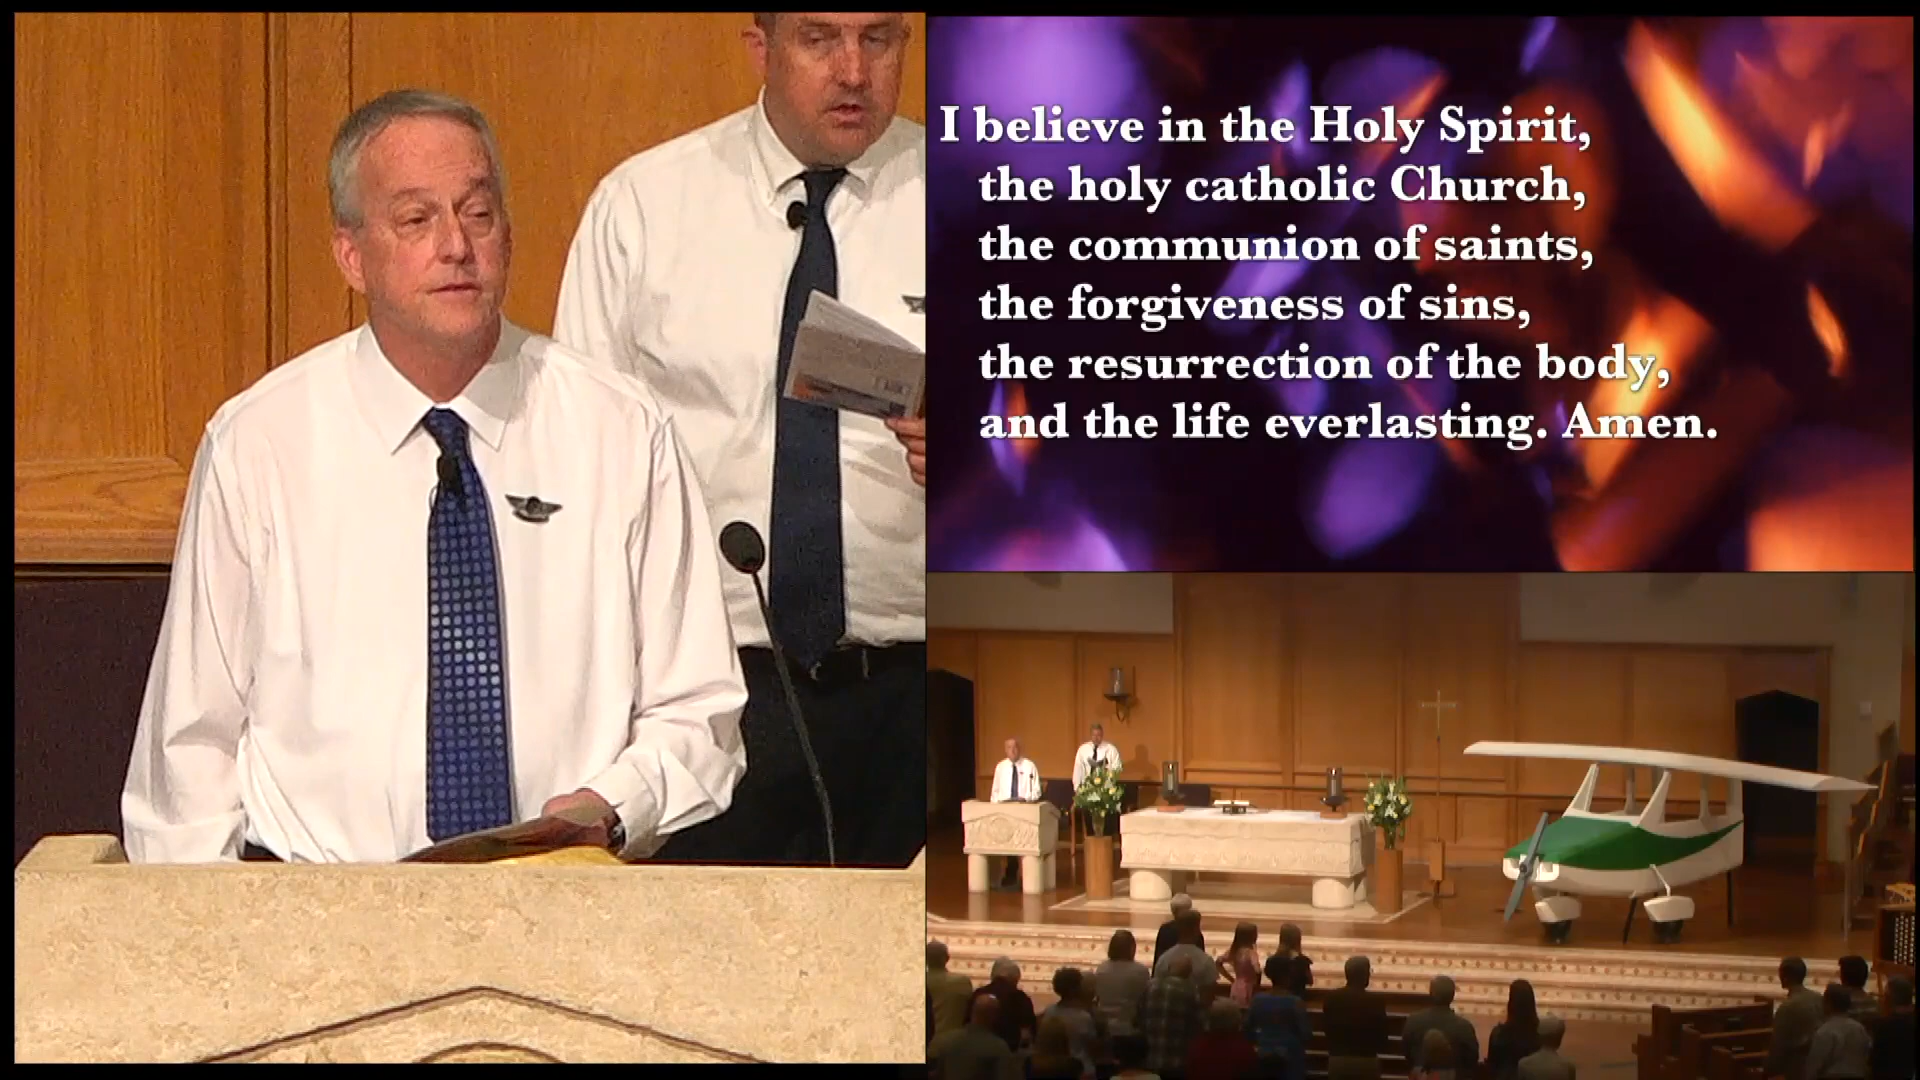 I believe in the Holy Spirit,
the holy catholic Church,
the communion of saints,
the forgiveness of sins,
the resurrection of the body,
and the life everlasting. Amen.